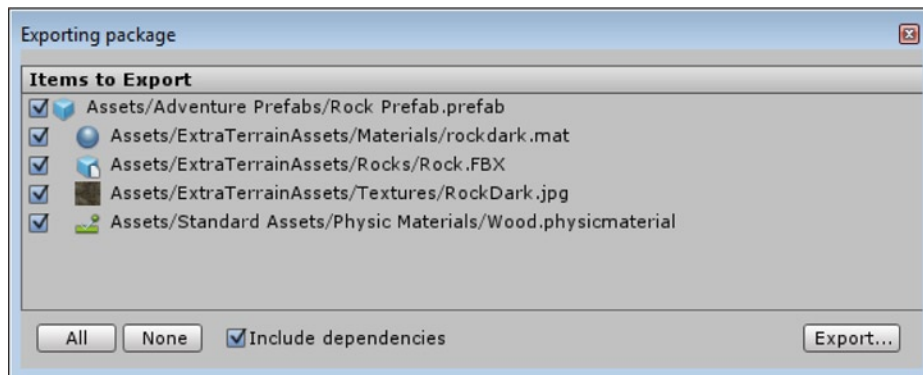 Exporting package
Items to Export
Assets/Adventure Prefabs/Rock Prefab.prefab
Assets/ExtraTerrainAssets/Materials/rockdark.mat
Assets/ExtraTerrainAssets/Rocks/Rock.FBX
Assets/ExtraTerrainAssets/Textures/RockDark.jpg
Assets/Standard Assets/Physic Materials/Wood.physicmaterial
All None Include dependencies Export...